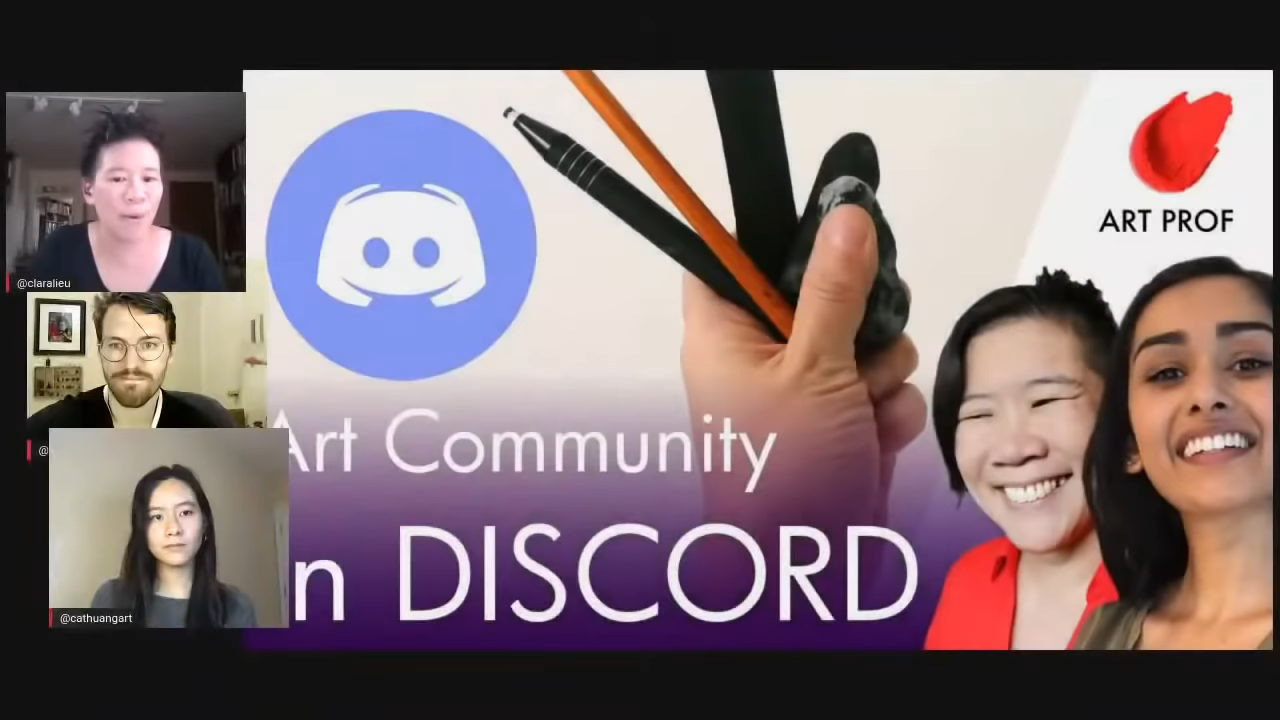 @claralieu
@
@cathuangart
ART PROF
Art Community
n DISCORD